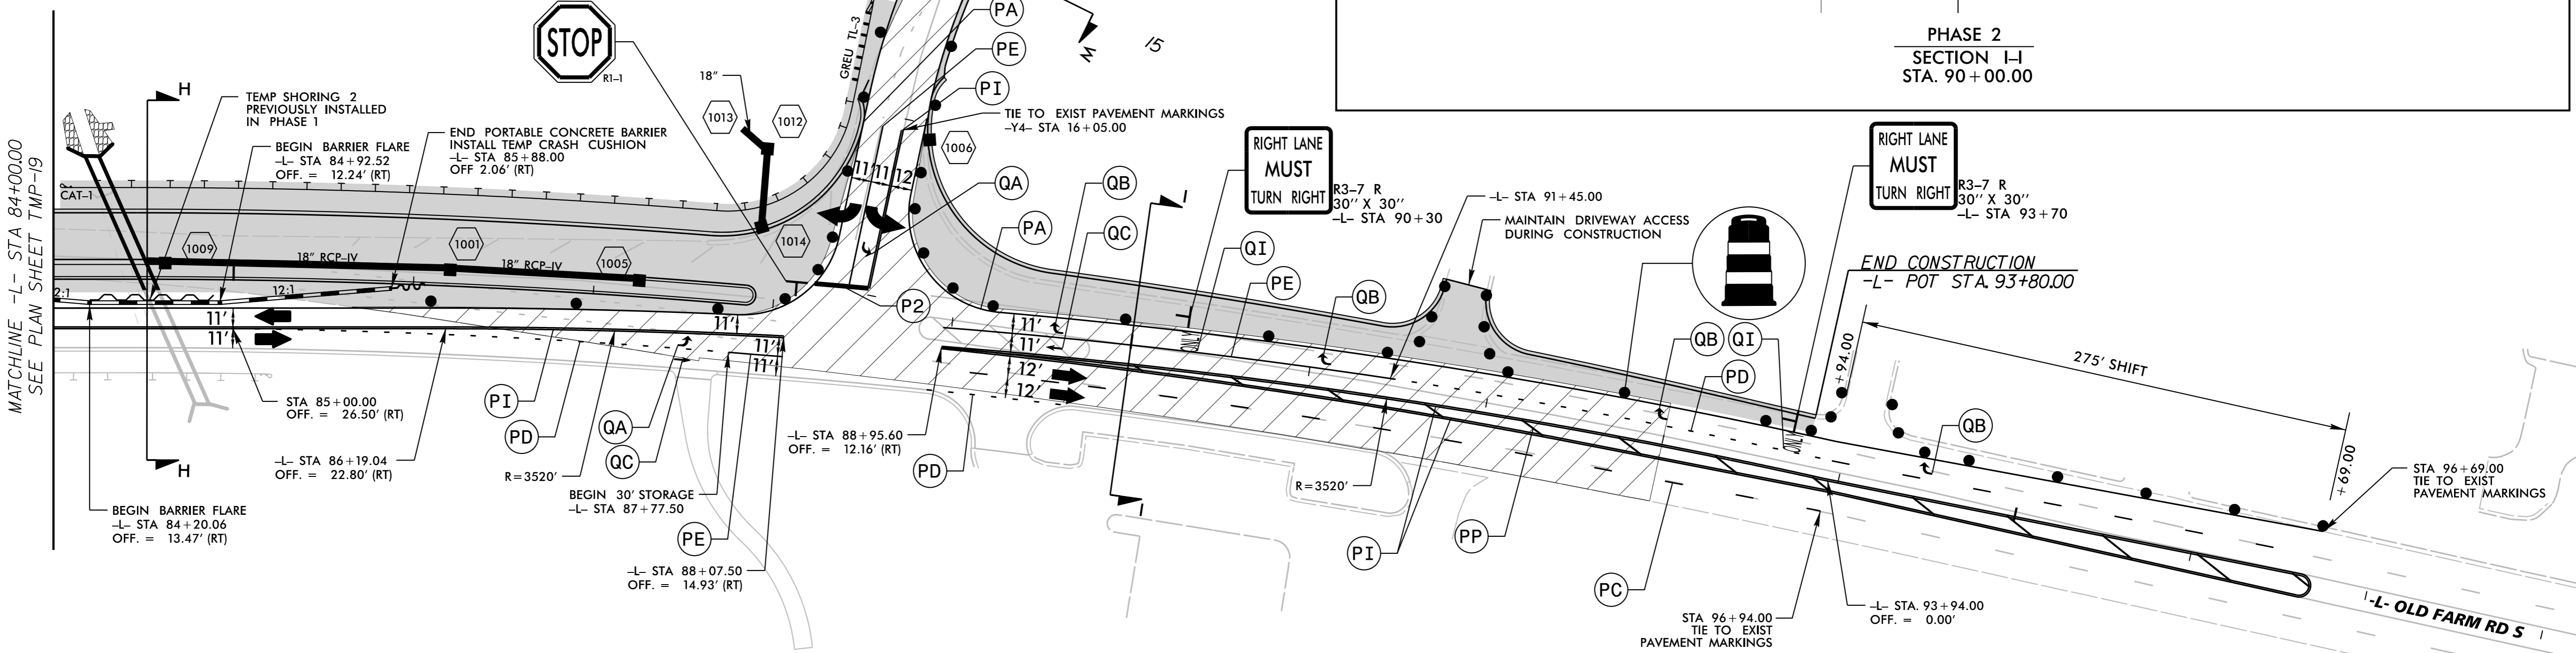 MATCHLINE -L- STA 84+00.00
SEE PLAN SHEET TMP-19
H
TEMP SHORING 2
PREVIOUSLY INSTALLED
IN PHASE 1
BEGIN BARRIER FLARE
-L- STA 84+92.52
OFF. = 12.24' (RT)
END PORTABLE CONCRETE BARRIER
INSTALL TEMP CRASH CUSHION
-L- STA 85+88.00
OFF 2.06' (RT)
STOP
R1-1
18"
1013
1012
GREU TL-3
PA
PE
PI
W
15
TIE TO EXIST PAVEMENT MARKINGS
-Y4- STA 16+05.00
1006
PHASE 2
SECTION I-I
STA. 90+00.00
RIGHT LANE
MUST
TURN RIGHT
R3-7 R
30" X 30"
-L- STA 90+30
RIGHT LANE
MUST
TURN RIGHT
R3-7 R
30" X 30"
-L- STA 93+70
CAT-1
1009
18" RCP-IV
1001
18" RCP-IV
1005
1014
11'
11
12
QA
PA
QB
QC
I
QI
PE
QB
-L- STA 91+45.00
MAINTAIN DRIVEWAY ACCESS
DURING CONSTRUCTION
END CONSTRUCTION
-L- POT STA. 93+80.00
2:1
12:1
P2
11'
11'
11'
11'
11'
11'
11'
12'
12'
QB
QI
PD
+94.00
275' SHIFT
QB
+69.00
STA 96+69.00
TIE TO EXIST
PAVEMENT MARKINGS
STA 85+00.00
OFF. = 26.50' (RT)
PI
PD
QA
QC
-L- STA 88+95.60
OFF. = 12.16' (RT)
PD
H
-L- STA 86+19.04
OFF. = 22.80' (RT)
R=3520'
BEGIN 30' STORAGE
-L- STA 87+77.50
I
R=3520'
BEGIN BARRIER FLARE
-L- STA 84+20.06
OFF. = 13.47' (RT)
PE
-L- STA 88+07.50
OFF. = 14.93' (RT)
PI
PP
PC
STA 96+94.00
TIE TO EXIST
PAVEMENT MARKINGS
-L- STA. 93+94.00
OFF. = 0.00'
-L- OLD FARM RD S